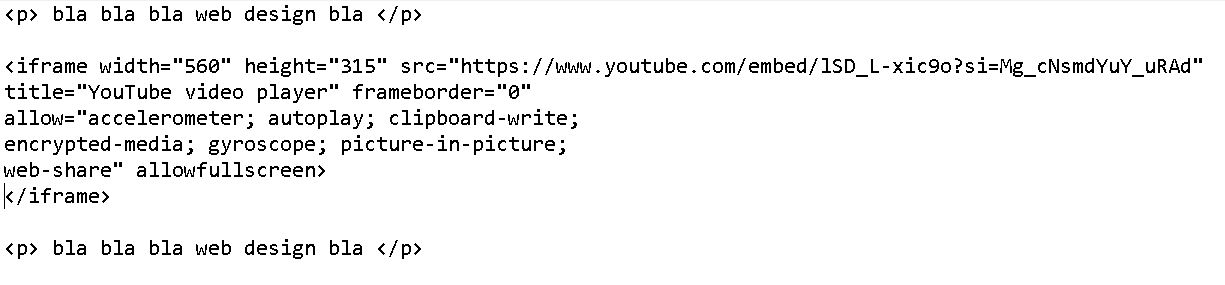 <p> bla bla bla web design bla </p>
<iframe width="560" height="315" src="https://www.youtube.com/embed/lSD_L-xic9o?si=Mg_cNsmdYuY_uRAd"
title="YouTube video player" frameborder="0"
allow="accelerometer; autoplay; clipboard-write;
encrypted-media; gyroscope; picture-in-picture;
web-share" allowfullscreen>
</iframe>
<p> bla bla bla web design bla </p>